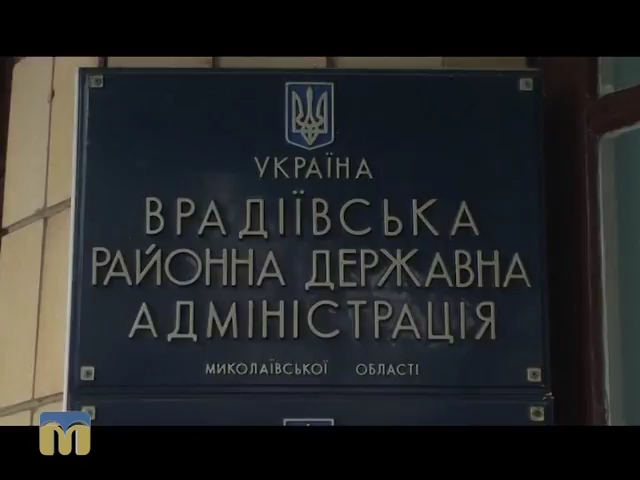 УКРАЇНА
ВРАДІЇВСЬКА
РАЙОННА ДЕРЖАВНА
АДМІНІСТРАЦІЯ
МИКОЛАЇВСЬКОЇ ОБЛАСТІ
М